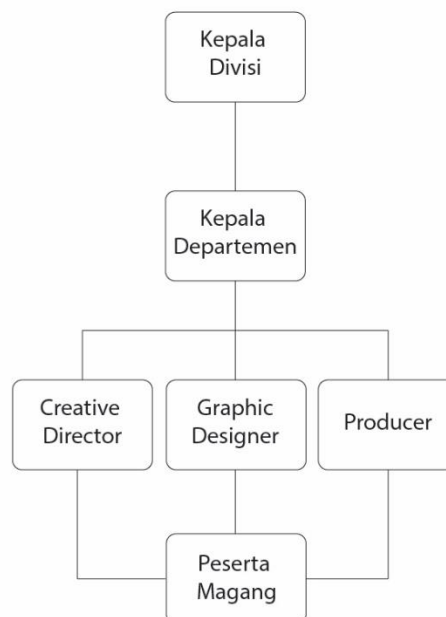 Kepala
Divisi
Kepala
Departemen
Creative
Director
Graphic
Designer
Producer
Peserta
Magang